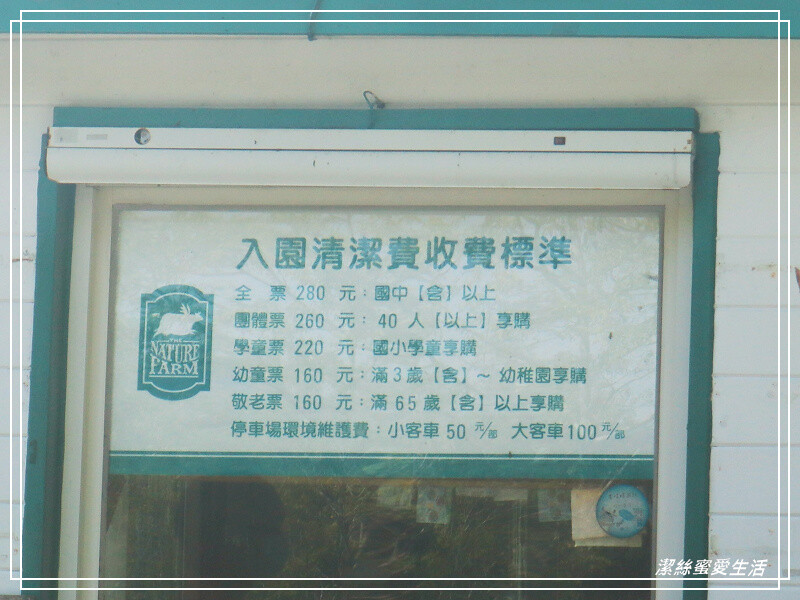 入園清潔費收費標準
全 票 280 元：國中【含】以上
團體票 260 元：40 人【以上】享購
學童票 220 元：國小學童享購
幼童票 160 元：滿 3 歲【含】～ 幼稚園享購
敬老票 160 元：滿 65 歲【含】以上享購
停車場環境維護費：小客車 50 元/部 大客車 100 元/部
THE
NATURE
FARM
潔絲蜜愛生活